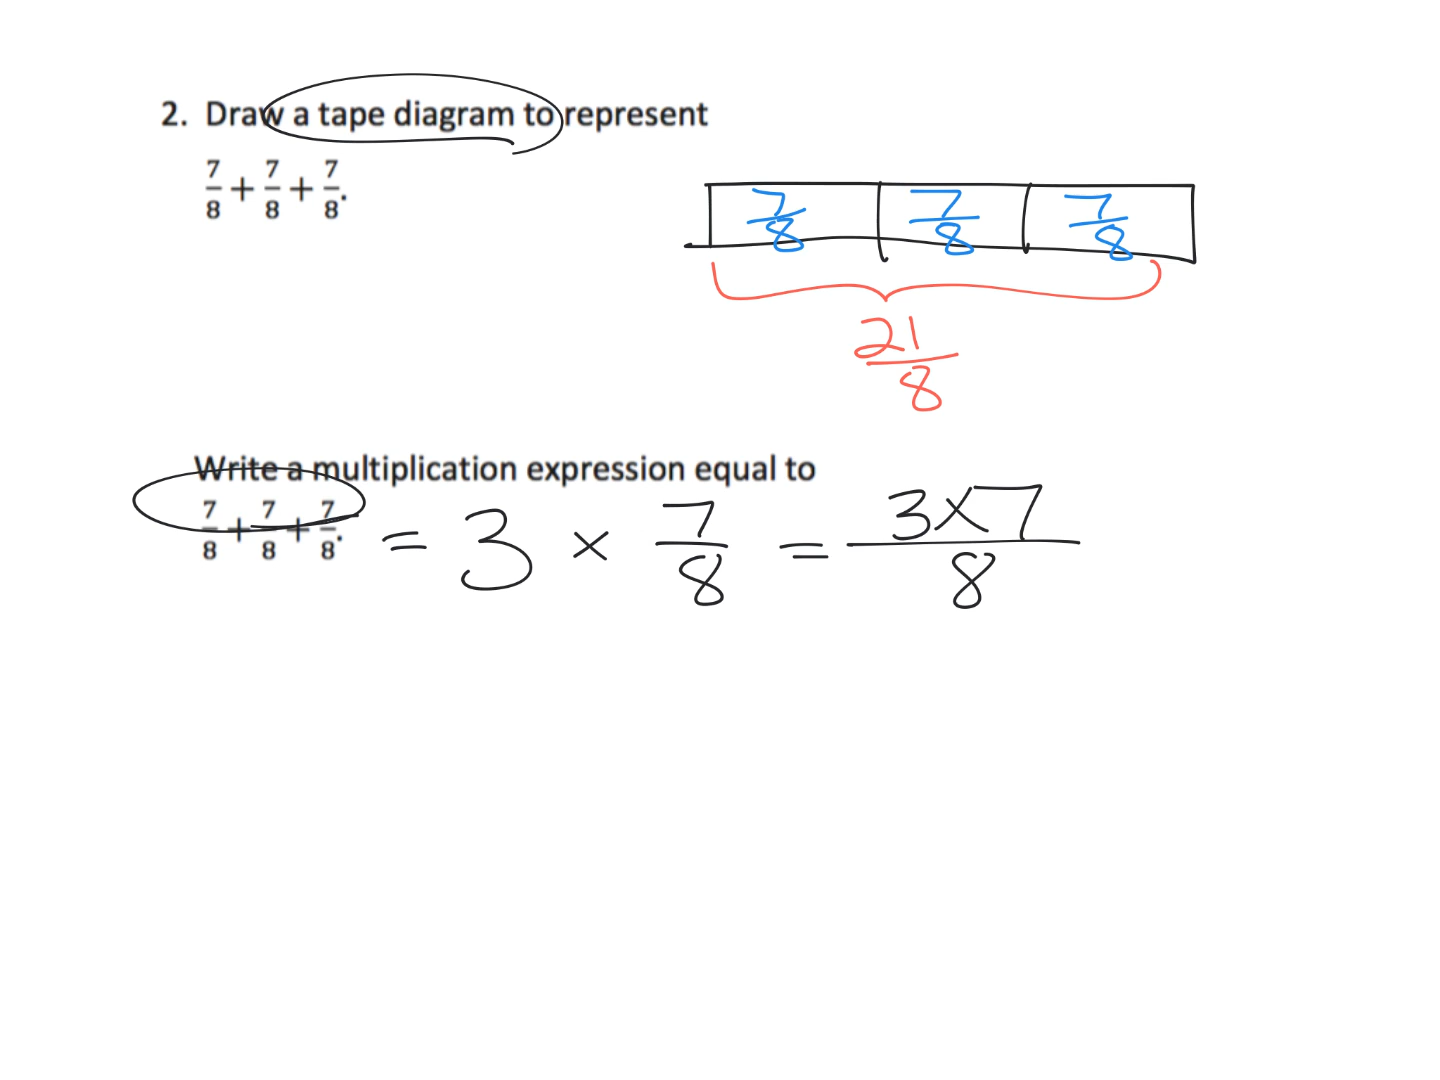 2. Draw a tape diagram to represent
7/8 + 7/8 + 7/8.
7/8 7/8 7/8
21/8
Write a multiplication expression equal to
7/8 + 7/8 + 7/8. = 3 × 7/8 = 3×7/8